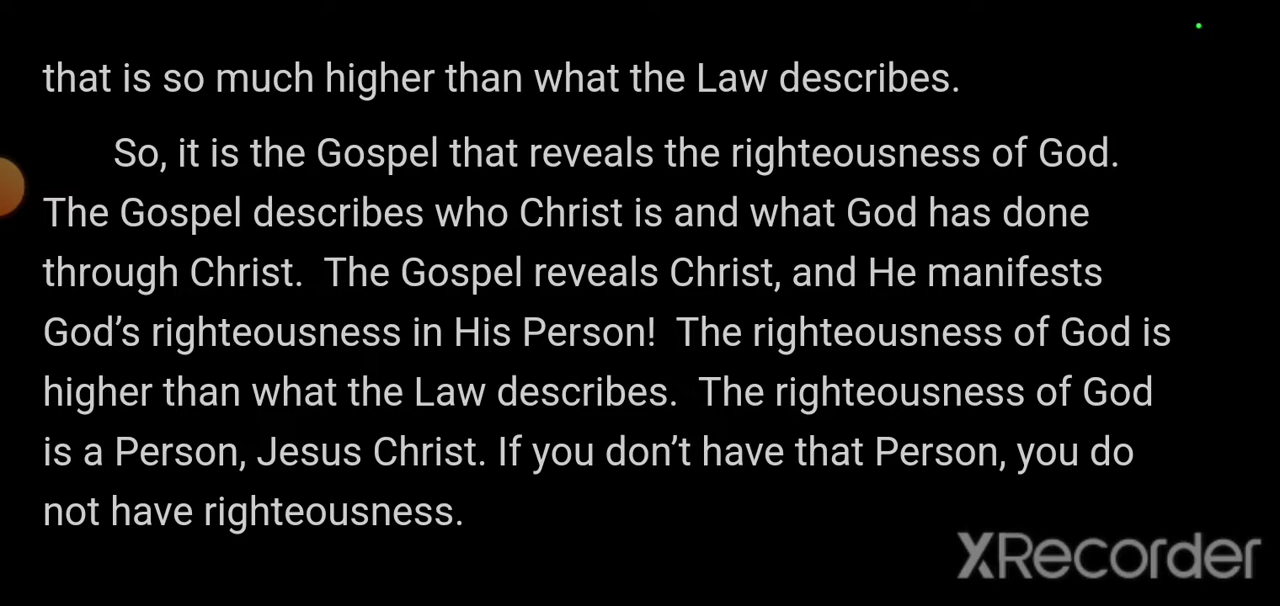 that is so much higher than what the Law describes.
So, it is the Gospel that reveals the righteousness of God.
The Gospel describes who Christ is and what God has done
through Christ.  The Gospel reveals Christ, and He manifests
God’s righteousness in His Person!  The righteousness of God is
higher than what the Law describes.  The righteousness of God
is a Person, Jesus Christ. If you don’t have that Person, you do
not have righteousness.
XRecorder